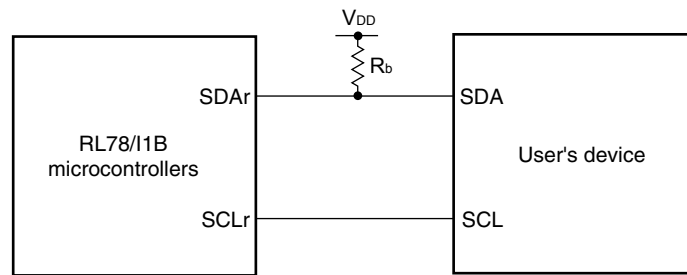 VDD
Rb
SDAr
SDA
RL78/I1B
microcontrollers
User's device
SCLr
SCL